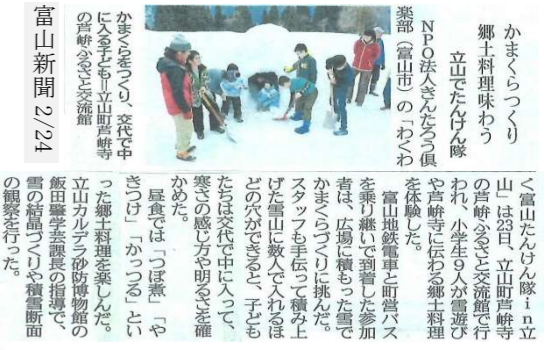 かまくらつくり
郷土料理味わう
立山でたんけん隊
NPO法人きんたろう倶
楽部(富山市)の「わくわ
く富山たんけん隊in立
山」は23日、立山町芦峅寺
の芦峅ふるさと交流館で行
われ、小学生9人が雪遊び
や芦峅寺に伝わる郷土料理
を体験した。
富山地鉄電車と町営バス
を乗り継いで到着した参加
者は、広場に積もった雪で
かまくらづくりに挑んだ。
スタッフも手伝って積み上
げた雪山に数人で入れるほ
どの穴ができると、子ども
たちは交代で中に入って、
寒さの感じ方や明るさを確
かめた。
昼食では「つぼ煮」「や
きつけ」「かっつる」とい
った郷土料理を楽しんだ。
立山カルデラ砂防博物館の
飯田肇学芸課長の指導で、
雪の結晶づくりや積雪断面
の観察を行った。
かまくらをつくり、交代で中
に入る子ども=立山町芦峅寺
の芦峅ふるさと交流館
富山新聞 2/24